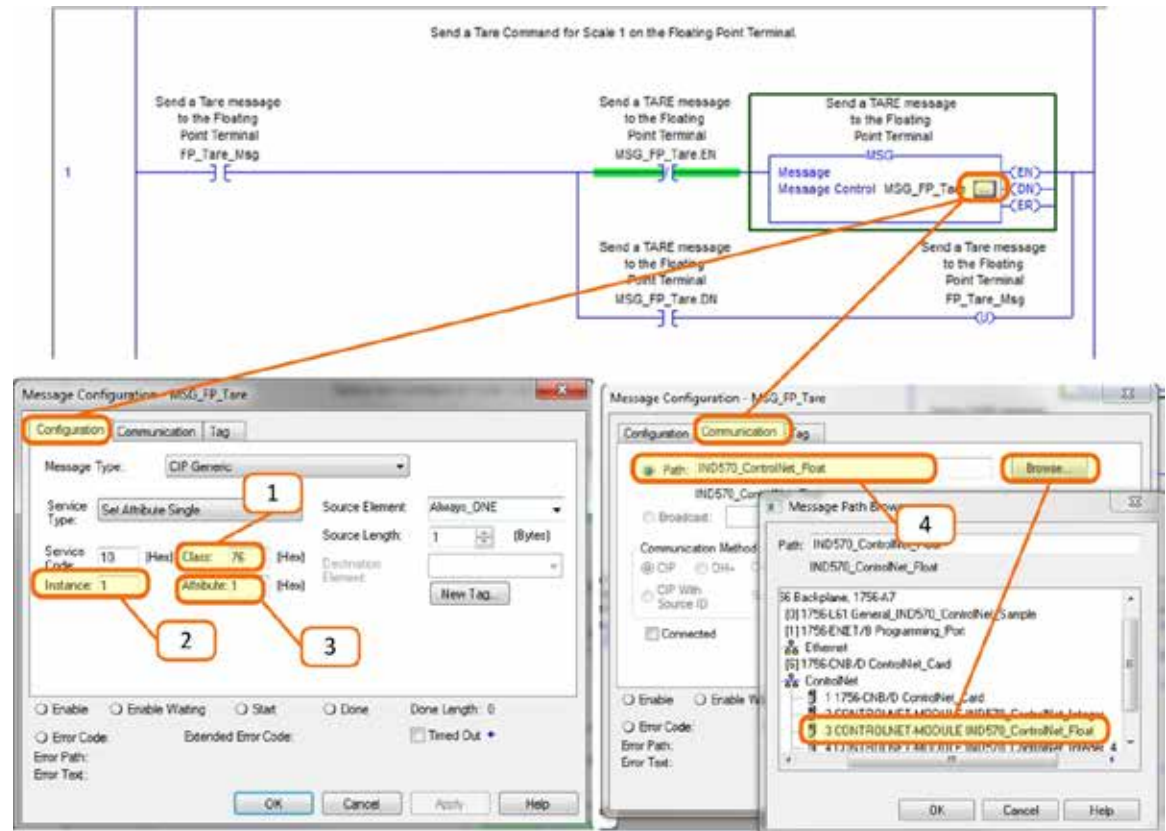 Send a Tare Command for Scale 1 on the Floating Point Terminal.
Send a Tare message
to the Floating
Point Terminal
FP_Tare_Msg
Send a TARE message
to the Floating
Point Terminal
MSG_FP_Tare.EN
Send a TARE message
to the Floating
Point Terminal
MSG
1
Message
Message Control MSG_FP_Tare ...
(EN)
(DN)
(ER)
Send a TARE message
to the Floating
Point Terminal
MSG_FP_Tare.DN
Send a Tare message
to the Floating
Point Terminal
FP_Tare_Msg
U
Message Configuration - MSG_FP_Tare
Configuration Communication Tag
Message Type: CIP Generic
1
Service Type: Set Attribute Single
Source Element: Always_ONE
Source Length: 1 (Bytes)
Service Code: 10 (Hex) Class: 76 (Hex)
Destination Element:
Instance: 1 Attribute: 1 (Hex)
New Tag...
2
3
Enable Enable Waiting Start Done Done Length: 0
Error Code: Extended Error Code: Timed Out
Error Path:
Error Text:
OK Cancel Apply Help
Message Configuration - MSG_FP_Tare
Configuration Communication Tag
Path: IND570_ControlNet_Float Browse...
Broadcast:
Message Path
4
Communication Method
CIP DH+
CIP With Source ID
Connected
Path: IND570_ControlNet_Float
IND570_ControlNet_Float
Backplane, 1756-A7
[0] 1756-L61 General_IND570_ControlNet_Sample
[1] 1756-ENET/B Programming_Port
Ethernet
1756-CNB/D ControlNet_Card
ControlNet
1 1756-CNB/D ControlNet_Card
3 CONTROLNET-MODULE IND570_ControlNet_Float
Enable
Error Code:
Error Path:
Error Text:
OK Cancel Help